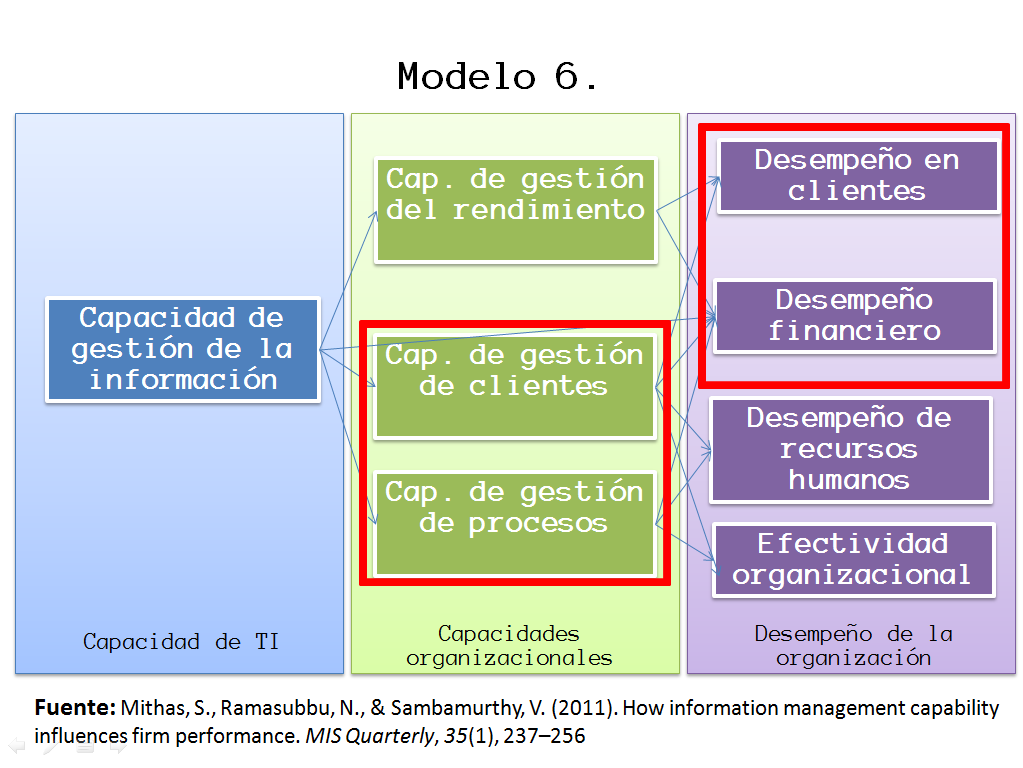 Modelo 6.
Capacidad de
gestión de la
información
Capacidad de TI
Cap. de gestión
del rendimiento
Cap. de gestión
de clientes
Cap. de gestión
de procesos
Capacidades
organizacionales
Desempeño en
clientes
Desempeño
financiero
Desempeño de
recursos
humanos
Efectividad
organizacional
Desempeño de la
organización
Fuente: Mithas, S., Ramasubbu, N., & Sambamurthy, V. (2011). How information management capability
influences firm performance. MIS Quarterly, 35(1), 237–256